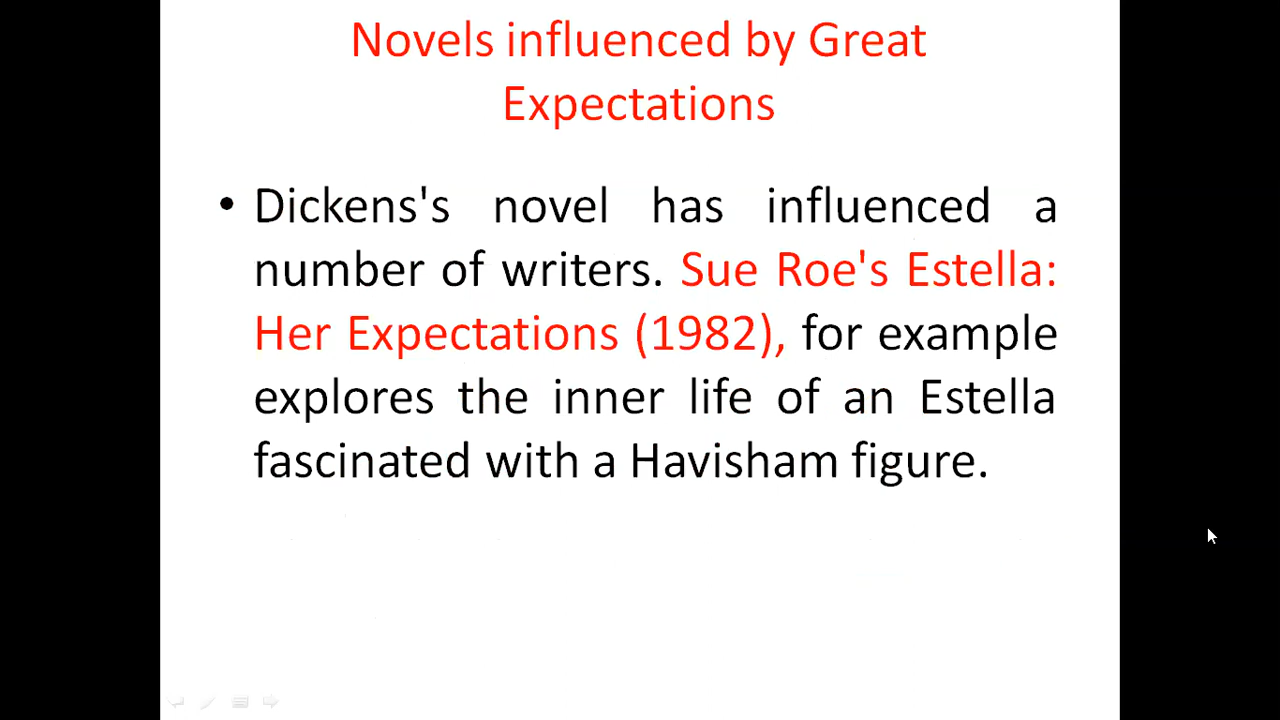 Novels influenced by Great
Expectations
• Dickens's novel has influenced a
number of writers. Sue Roe's Estella:
Her Expectations (1982), for example
explores the inner life of an Estella
fascinated with a Havisham figure.